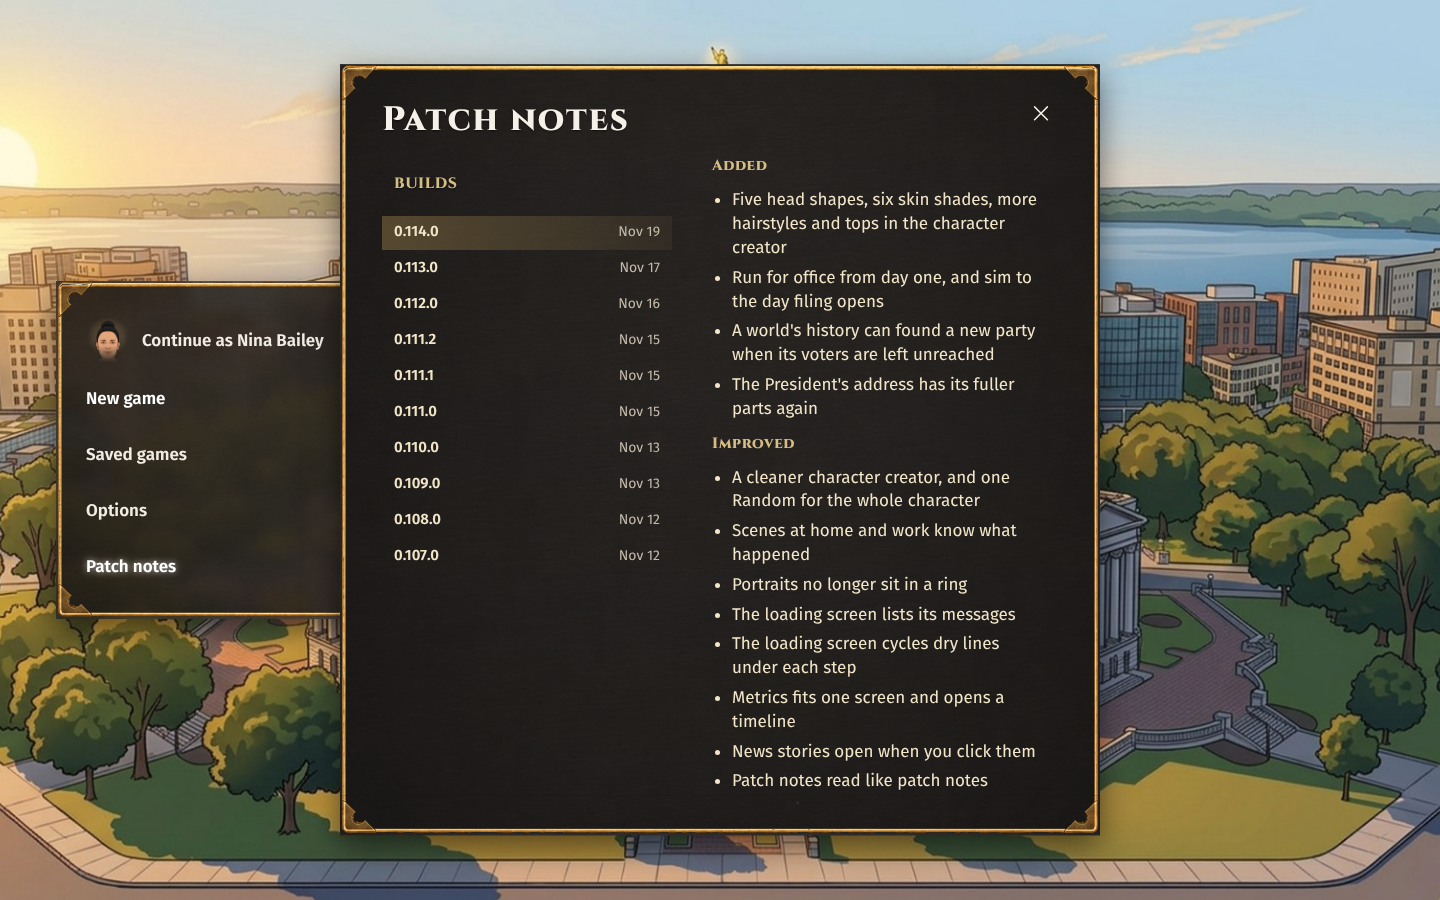 Patch notes
BUILDS
0.114.0 Nov 19
0.113.0 Nov 17
0.112.0 Nov 16
0.111.2 Nov 15
0.111.1 Nov 15
0.111.0 Nov 15
0.110.0 Nov 13
0.109.0 Nov 13
0.108.0 Nov 12
0.107.0 Nov 12
Added
• Five head shapes, six skin shades, more
hairstyles and tops in the character
creator
• Run for office from day one, and sim to
the day filing opens
• A world's history can found a new party
when its voters are left unreached
• The President's address has its fuller
parts again
Improved
• A cleaner character creator, and one
Random for the whole character
• Scenes at home and work know what
happened
• Portraits no longer sit in a ring
• The loading screen lists its messages
• The loading screen cycles dry lines
under each step
• Metrics fits one screen and opens a
timeline
• News stories open when you click them
• Patch notes read like patch notes
Continue as Nina Bailey
New game
Saved games
Options
Patch notes